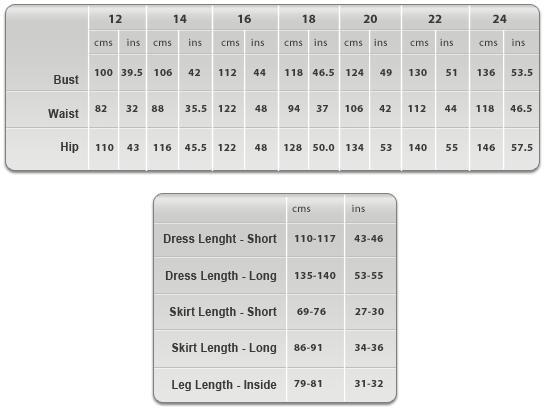 12 14 16 18 20 22 24
cms ins cms ins cms ins cms ins cms ins cms ins cms ins
Bust 100 39.5 106 42 112 44 118 46.5 124 49 130 51 136 53.5
Waist 82 32 88 35.5 122 48 94 37 106 42 112 44 118 46.5
Hip 110 43 116 45.5 122 48 128 50.0 134 53 140 55 146 57.5
cms ins
Dress Lenght - Short 110-117 43-46
Dress Length - Long 135-140 53-55
Skirt Length - Short 69-76 27-30
Skirt Length - Long 86-91 34-36
Leg Length - Inside 79-81 31-32